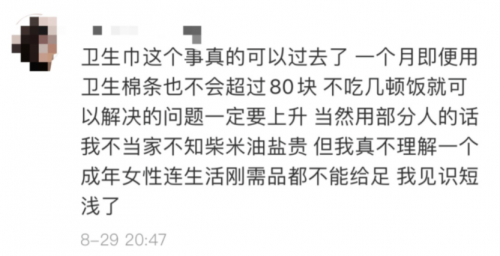 卫生巾这个事真的可以过去了 一个月即便用
卫生棉条也不会超过80块 不吃几顿饭就可
以解决的问题一定要上升 当然用部分人的话
我不当家不知柴米油盐贵 但我真不理解一个
成年女性连生活刚需品都不能给足 我见识短
浅了
8-29 20:47